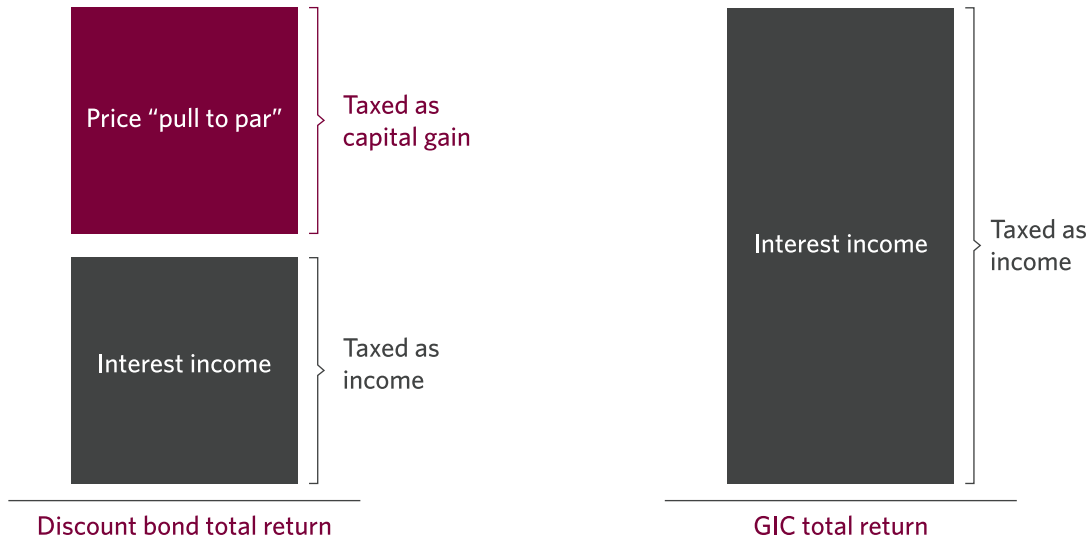 Price “pull to par”
Taxed as
capital gain
Interest income
Taxed as
income
Discount bond total return
Interest income
Taxed as
income
GIC total return